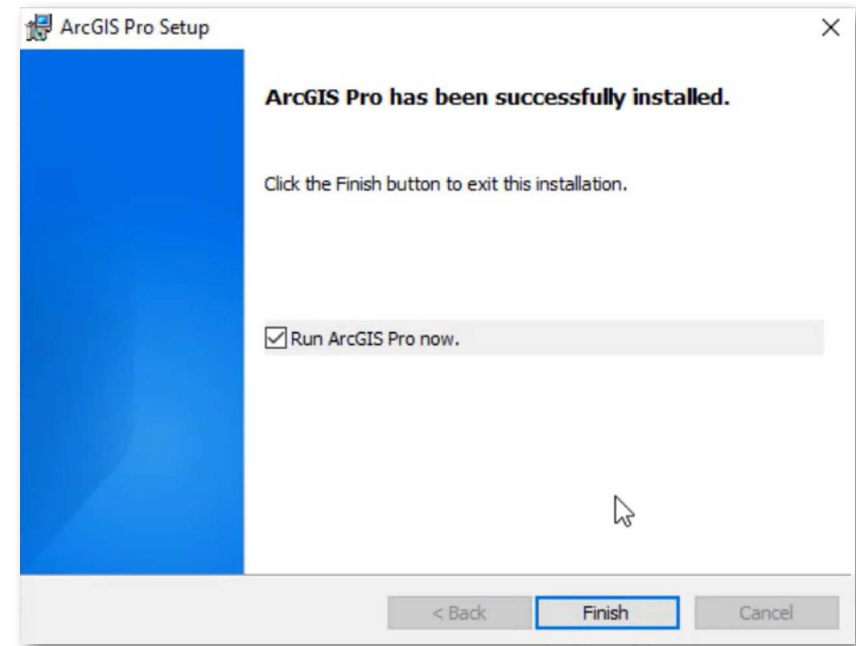 ArcGIS Pro Setup
ArcGIS Pro has been successfully installed.
Click the Finish button to exit this installation.
Run ArcGIS Pro now.
< Back Finish Cancel